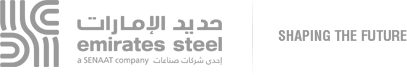 حديد الإمارات
emirates steel
a SENAAT company إحدى شركات صناعات
SHAPING THE FUTURE